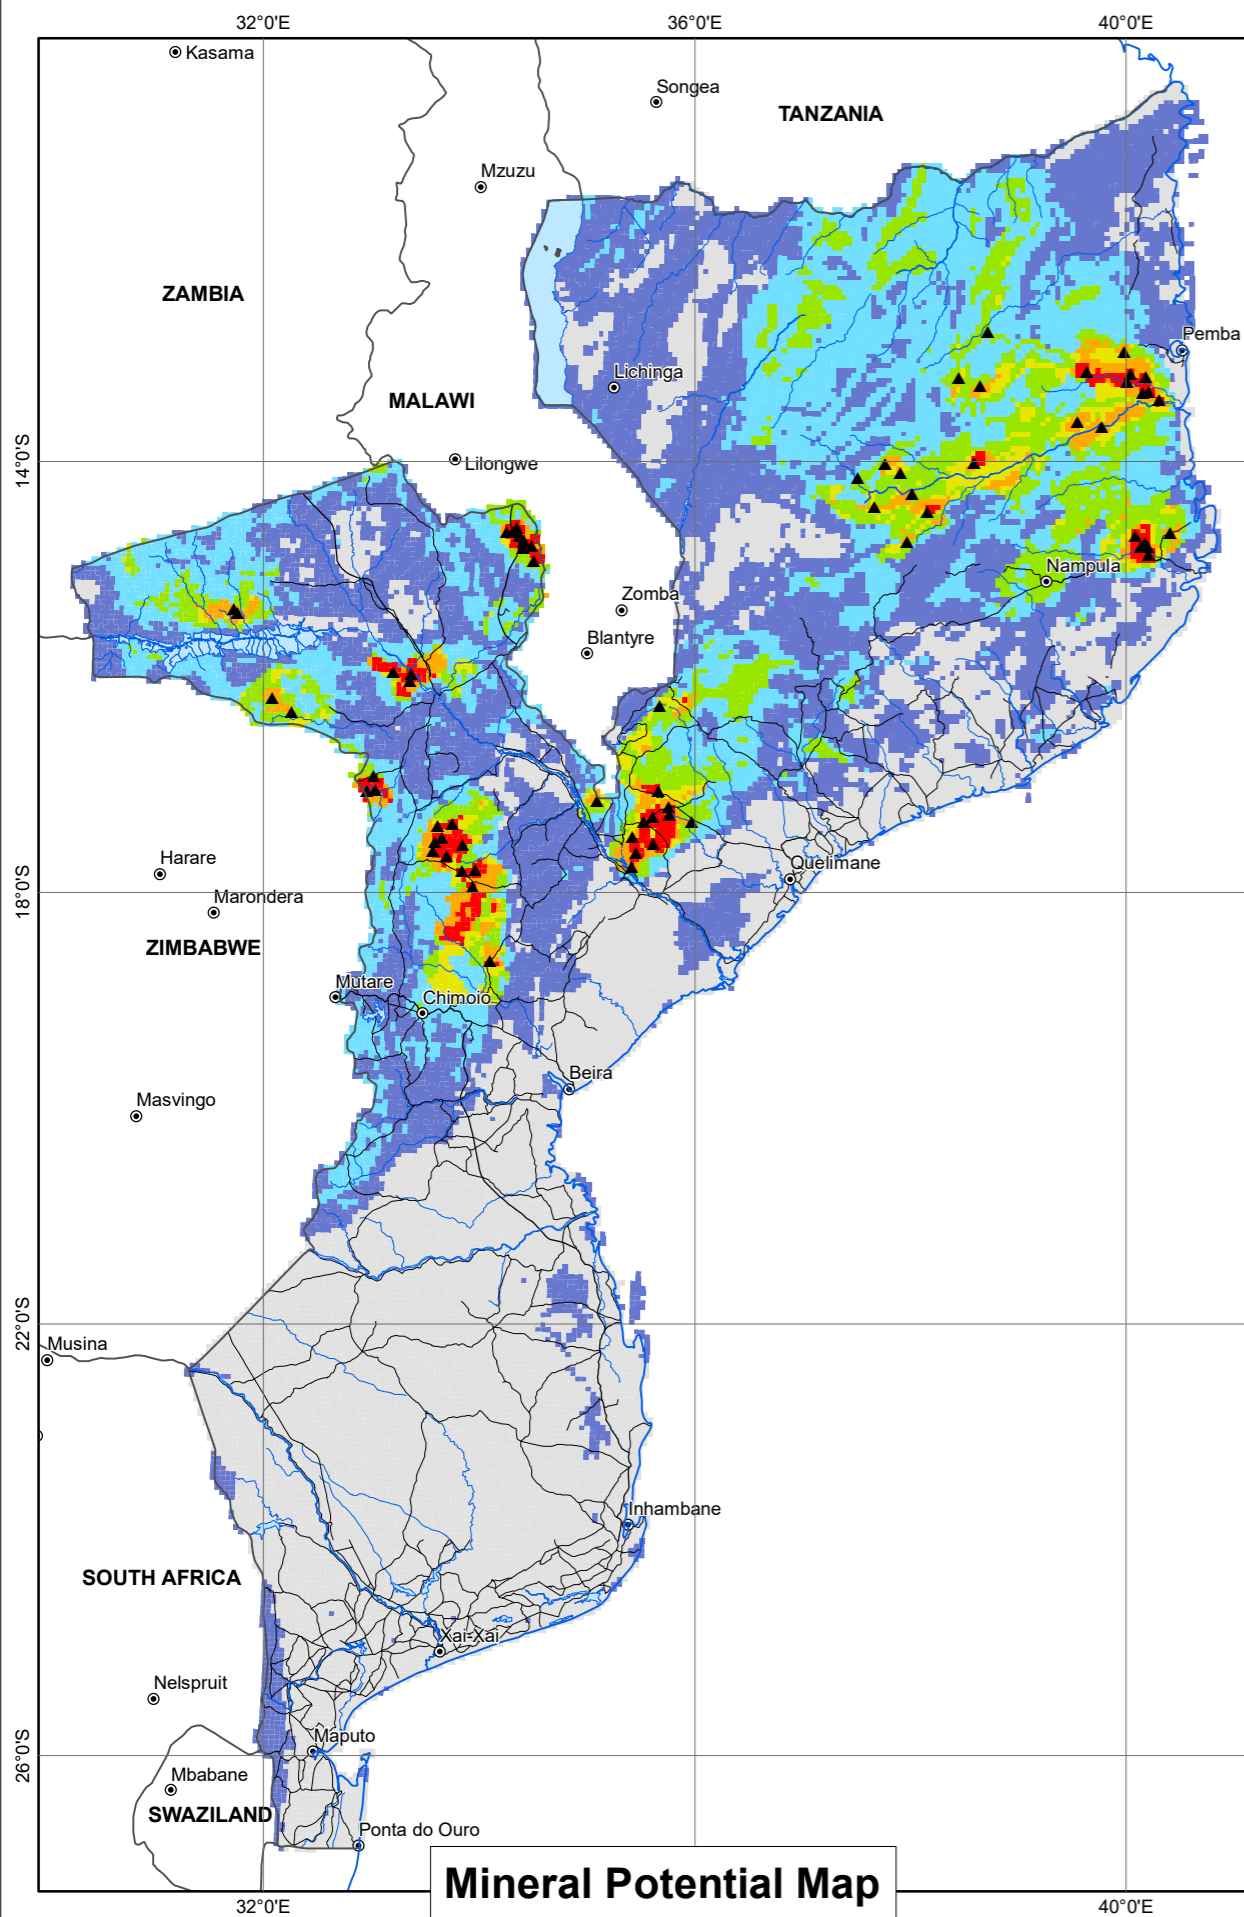 32°0'E 36°0'E 40°0'E
Kasama
Songea
TANZANIA
Mzuzu
ZAMBIA
Pemba
Lichinga
MALAWI
14°0'S
Lilongwe
Nampula
Zomba
Blantyre
Harare
Quelimane
18°0'S
Marondera
ZIMBABWE
Mutare
Chimoio
Beira
Masvingo
22°0'S
Musina
Inhambane
SOUTH AFRICA
Xai-Xai
Nelspruit
Maputo
26°0'S
Mbabane
SWAZILAND
Ponta do Ouro
Mineral Potential Map
32°0'E 40°0'E